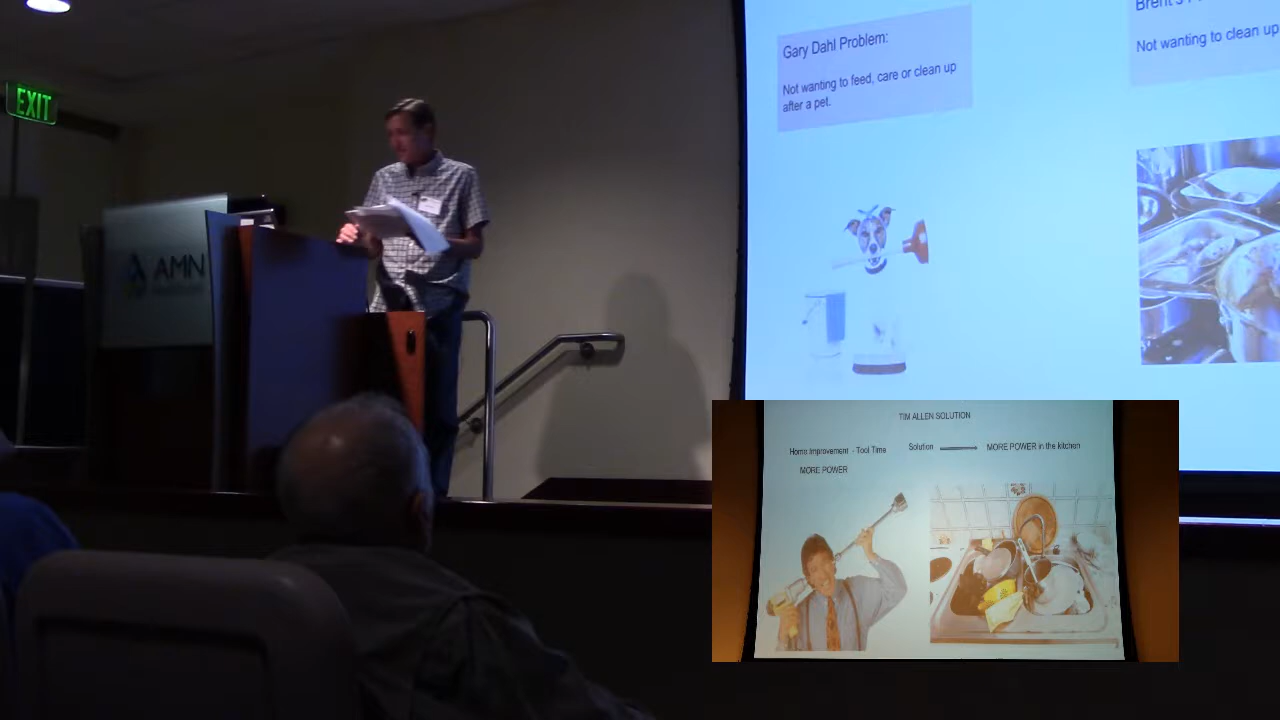 EXIT
AMN
Gary Dahl Problem:
Not wanting to feed, care or clean up
after a pet.
Brent's
Not wanting to clean up
TIM ALLEN SOLUTION
Home Improvement - Tool Time
Solution
MORE POWER in the kitchen
MORE POWER